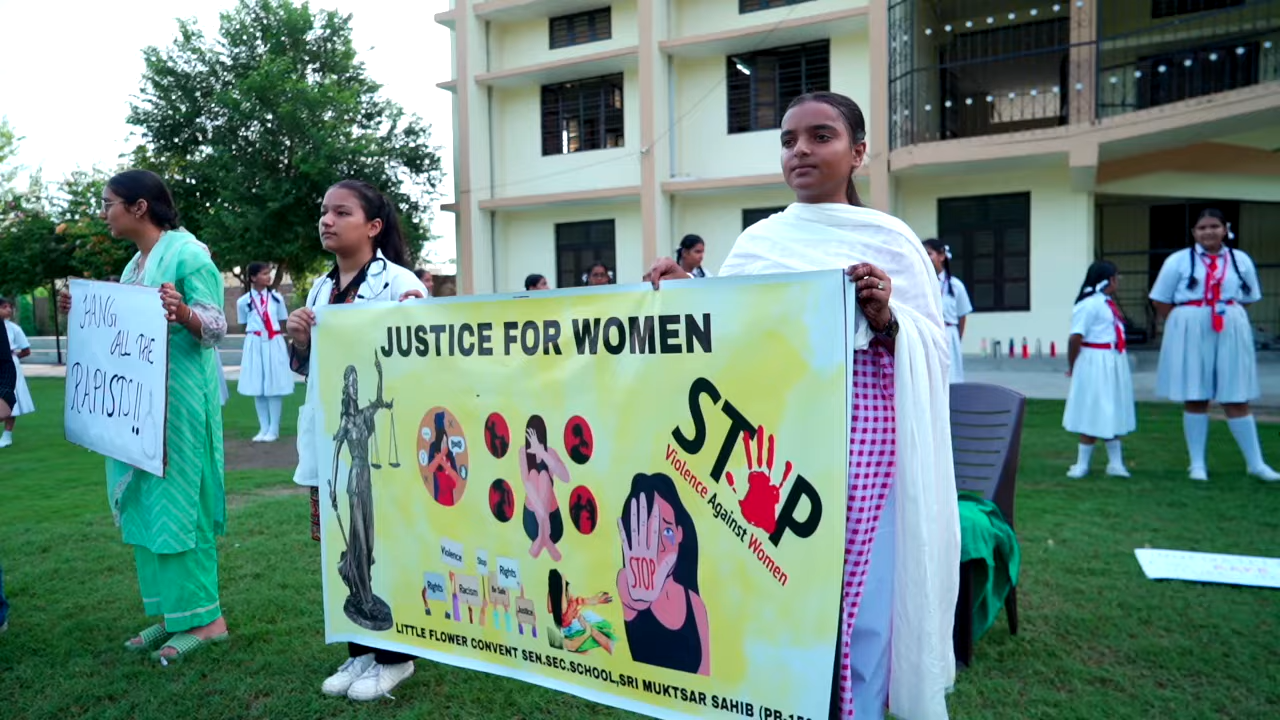 HANG
ALL THE
RAPISTS!!
JUSTICE FOR WOMEN
STOP
Violence Against Women
STOP
Violence
Stop
Rights
Rights
Racism
Be Safe
Justice
LITTLE FLOWER CONVENT SEN.SEC.SCHOOL,SRI MUKTSAR SAHIB